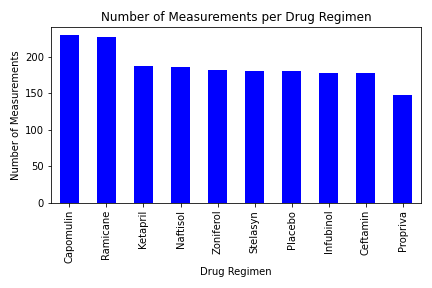 Number of Measurements per Drug Regimen
Number of Measurements
200
150
100
50
0
Capomulin
Ramicane
Ketapril
Naftisol
Zoniferol
Stelasyn
Placebo
Infubinol
Ceftamin
Propriva
Drug Regimen